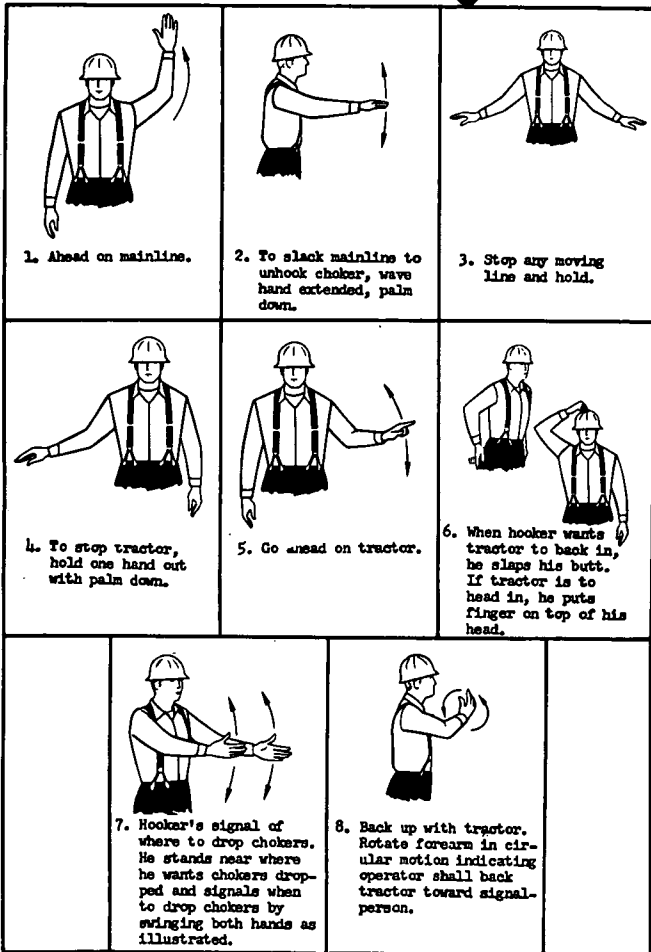 1. Ahead on mainline.
2. To slack mainline to
unhook choker, wave
hand extended, palm
down.
3. Stop any moving
line and hold.
4. To stop tractor,
hold one hand out
with palm down.
5. Go ahead on tractor.
6. When hooker wants
tractor to back in,
he slaps his butt.
If tractor is to
head in, he puts
finger on top of his
head.
7. Hooker's signal of
where to drop chokers.
He stands near where
he wants chokers drop-
ped and signals when
to drop chokers by
swinging both hands as
illustrated.
8. Back up with tractor.
Rotate forearm in cir-
cular motion indicating
operator shall back
tractor toward signal-
person.